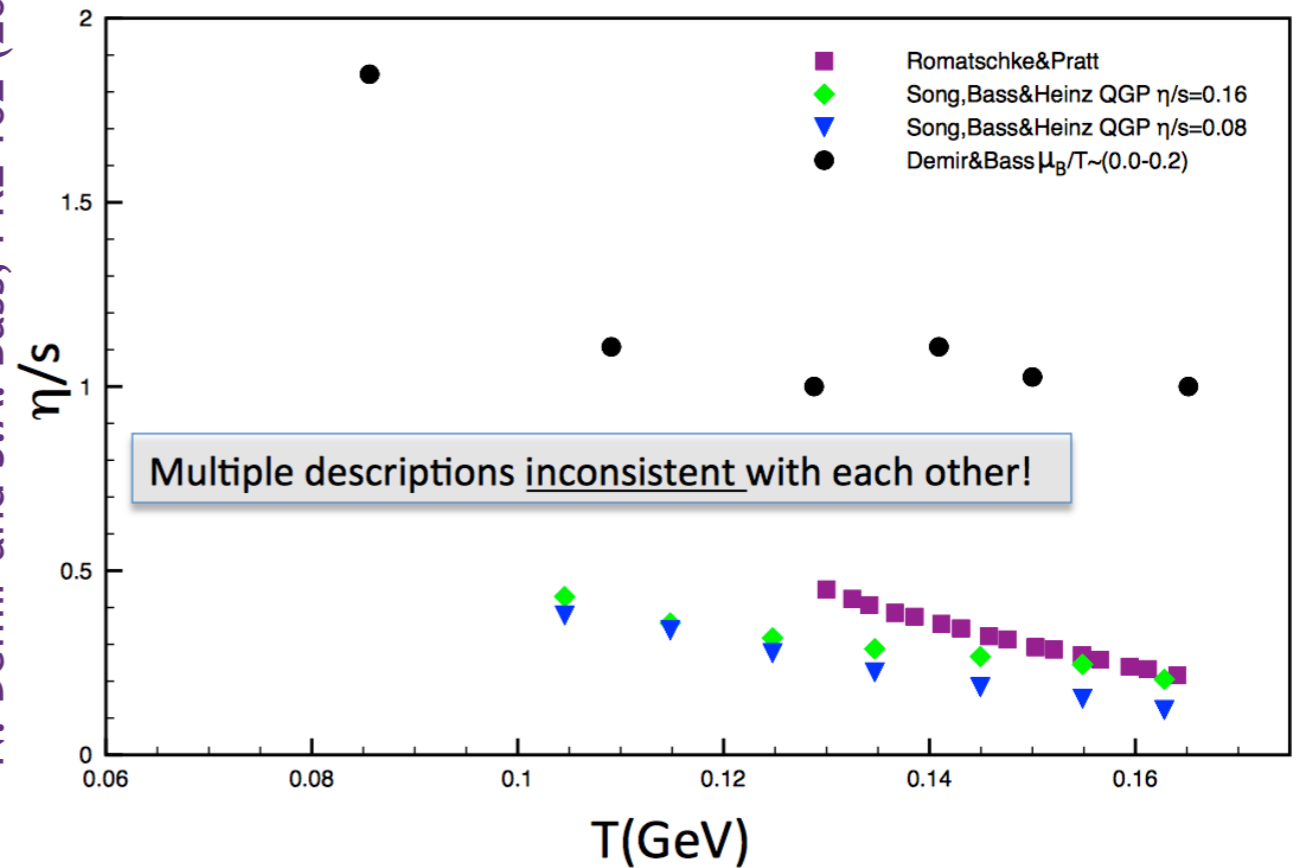 2
Romatschke&Pratt
Song,Bass&Heinz QGP η/s=0.16
Song,Bass&Heinz QGP η/s=0.08
Demir&Bass μB/T~(0.0-0.2)
1.5
η/s
1
Multiple descriptions inconsistent with each other!
0.5
0
0.06 0.08 0.1 0.12 0.14 0.16
T(GeV)